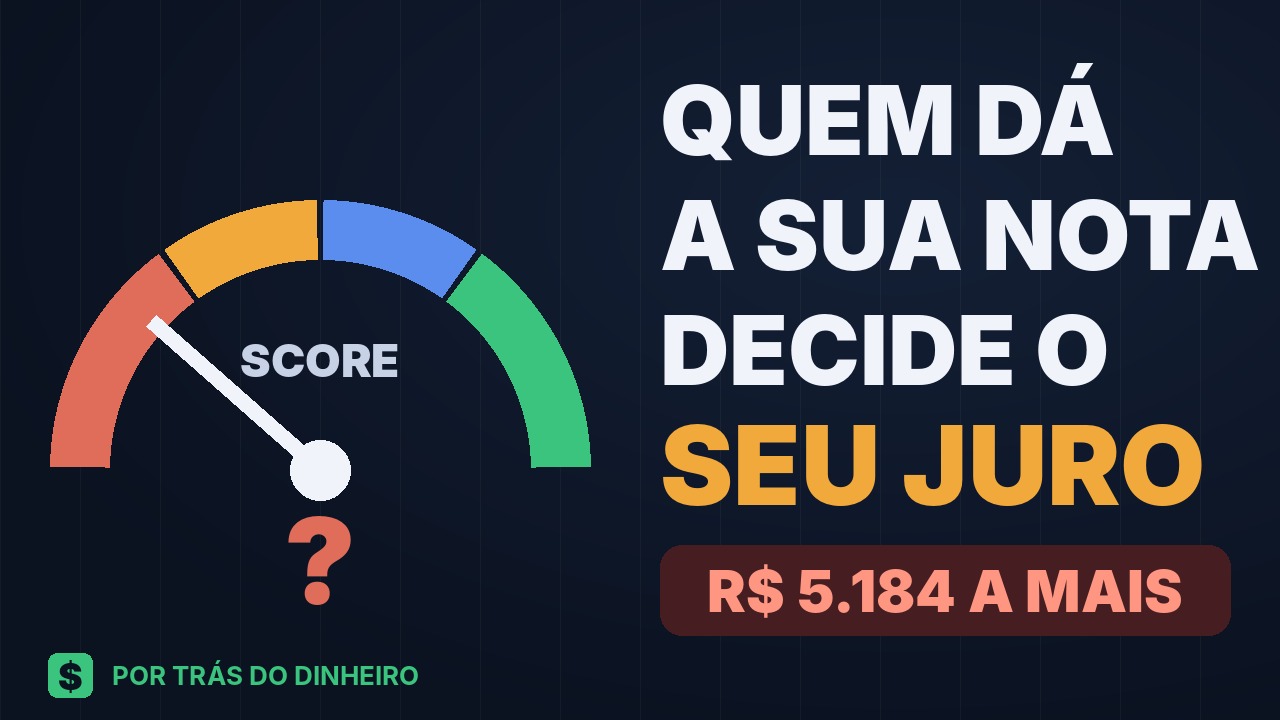 SCORE
?
QUEM DÁ
A SUA NOTA
DECIDE O
SEU JURO
R$ 5.184 A MAIS
$ POR TRÁS DO DINHEIRO